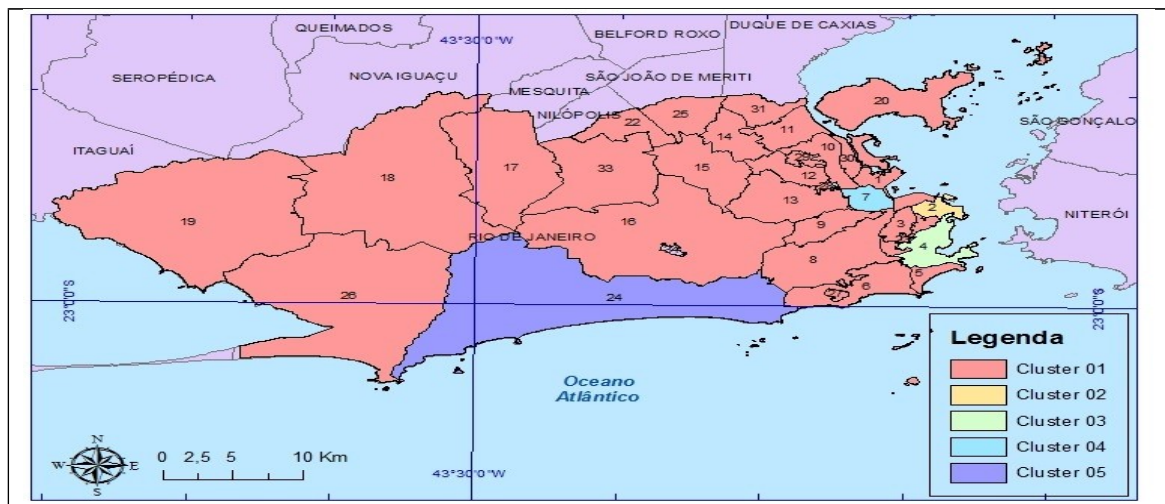 QUEIMADOS
43°30'0"W
BELFORD ROXO
DUQUE DE CAXIAS
SEROPÉDICA
NOVA IGUAÇU
SÃO JOÃO DE MERITI
MESQUITA
NILÓPOLIS
SÃO GONÇALO
ITAGUAÍ
NITERÓI
20
31
25
22
14
11
10
29
30
1
12
17
33
15
18
13
7
2
19
16
3
9
RIO DE JANEIRO
4
8
5
6
27
26
24
23°0'0"S
23°0'0"S
Oceano
Atlântico
Legenda
Cluster 01
Cluster 02
Cluster 03
Cluster 04
Cluster 05
N
W
E
S
0 2,5 5 10 Km
43°30'0"W